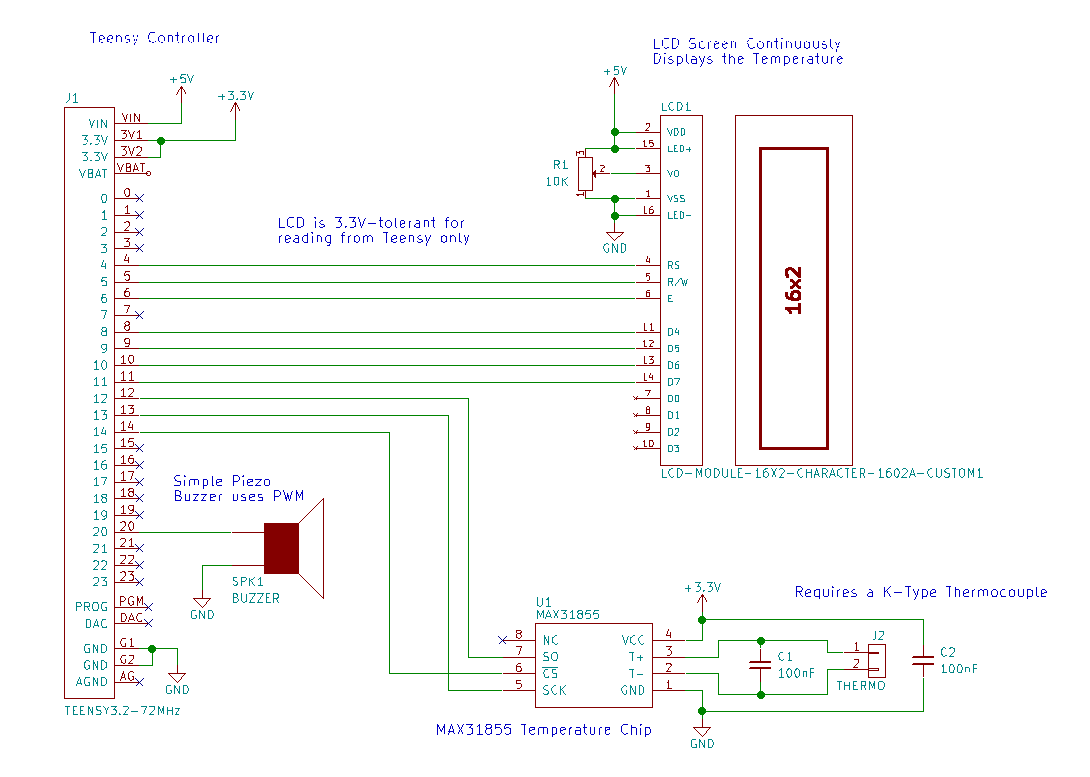 Teensy Controller
LCD Screen Continuously
Displays the Temperature
+5V
+3.3V
J1
VIN VIN
3.3V 3V1
3.3V 3V2
VBAT VBAT
0 0
1 1
2 2
3 3
4 4
5 5
6 6
7 7
8 8
9 9
10 10
11 11
12 12
13 13
14 14
15 15
16 16
17 17
18 18
19 19
20 20
21 21
22 22
23 23
PROG PGM
DAC DAC
GND G1
GND G2
AGND AG
GND
TEENSY3.2-72MHz
LCD is 3.3V-tolerant for
reading from Teensy only
+5V
R1
10K
3
2
1
GND
LCD1
2 VDD
15 LED+
3 VO
1 VSS
16 LED-
4 RS
5 R/W
6 E
11 D4
12 D5
13 D6
14 D7
7 D0
8 D1
9 D2
10 D3
16x2
LCD-MODULE-16X2-CHARACTER-1602A-CUSTOM1
Simple Piezo
Buzzer uses PWM
SPK1
BUZZER
GND
U1
MAX31855
8 NC
7 SO
6 CS
5 SCK
VCC 4
T+ 3
T- 2
GND 1
MAX31855 Temperature Chip
+3.3V
GND
Requires a K-Type Thermocouple
C1
100nF
J2
1
2
THERMO
C2
100nF